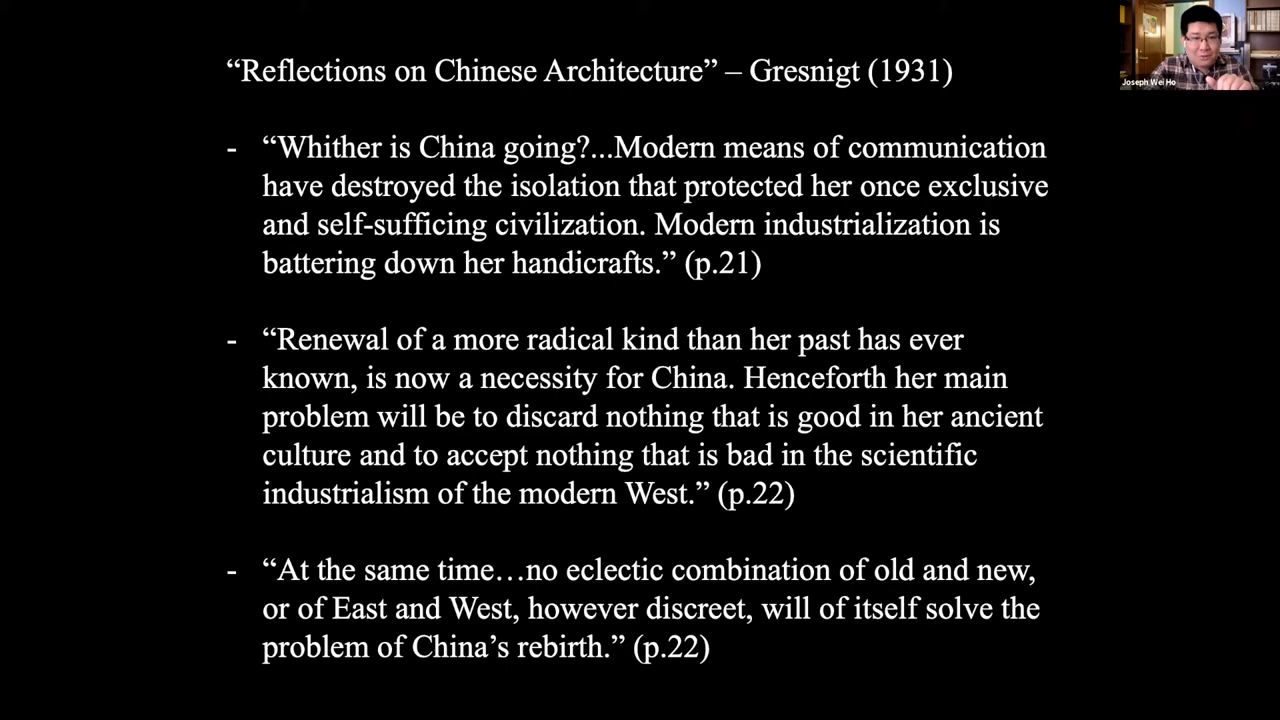 “Reflections on Chinese Architecture” – Gresnigt (1931)
Joseph Wei Ho
- “Whither is China going?...Modern means of communication
have destroyed the isolation that protected her once exclusive
and self-sufficing civilization. Modern industrialization is
battering down her handicrafts.” (p.21)
- “Renewal of a more radical kind than her past has ever
known, is now a necessity for China. Henceforth her main
problem will be to discard nothing that is good in her ancient
culture and to accept nothing that is bad in the scientific
industrialism of the modern West.” (p.22)
- “At the same time…no eclectic combination of old and new,
or of East and West, however discreet, will of itself solve the
problem of China’s rebirth.” (p.22)